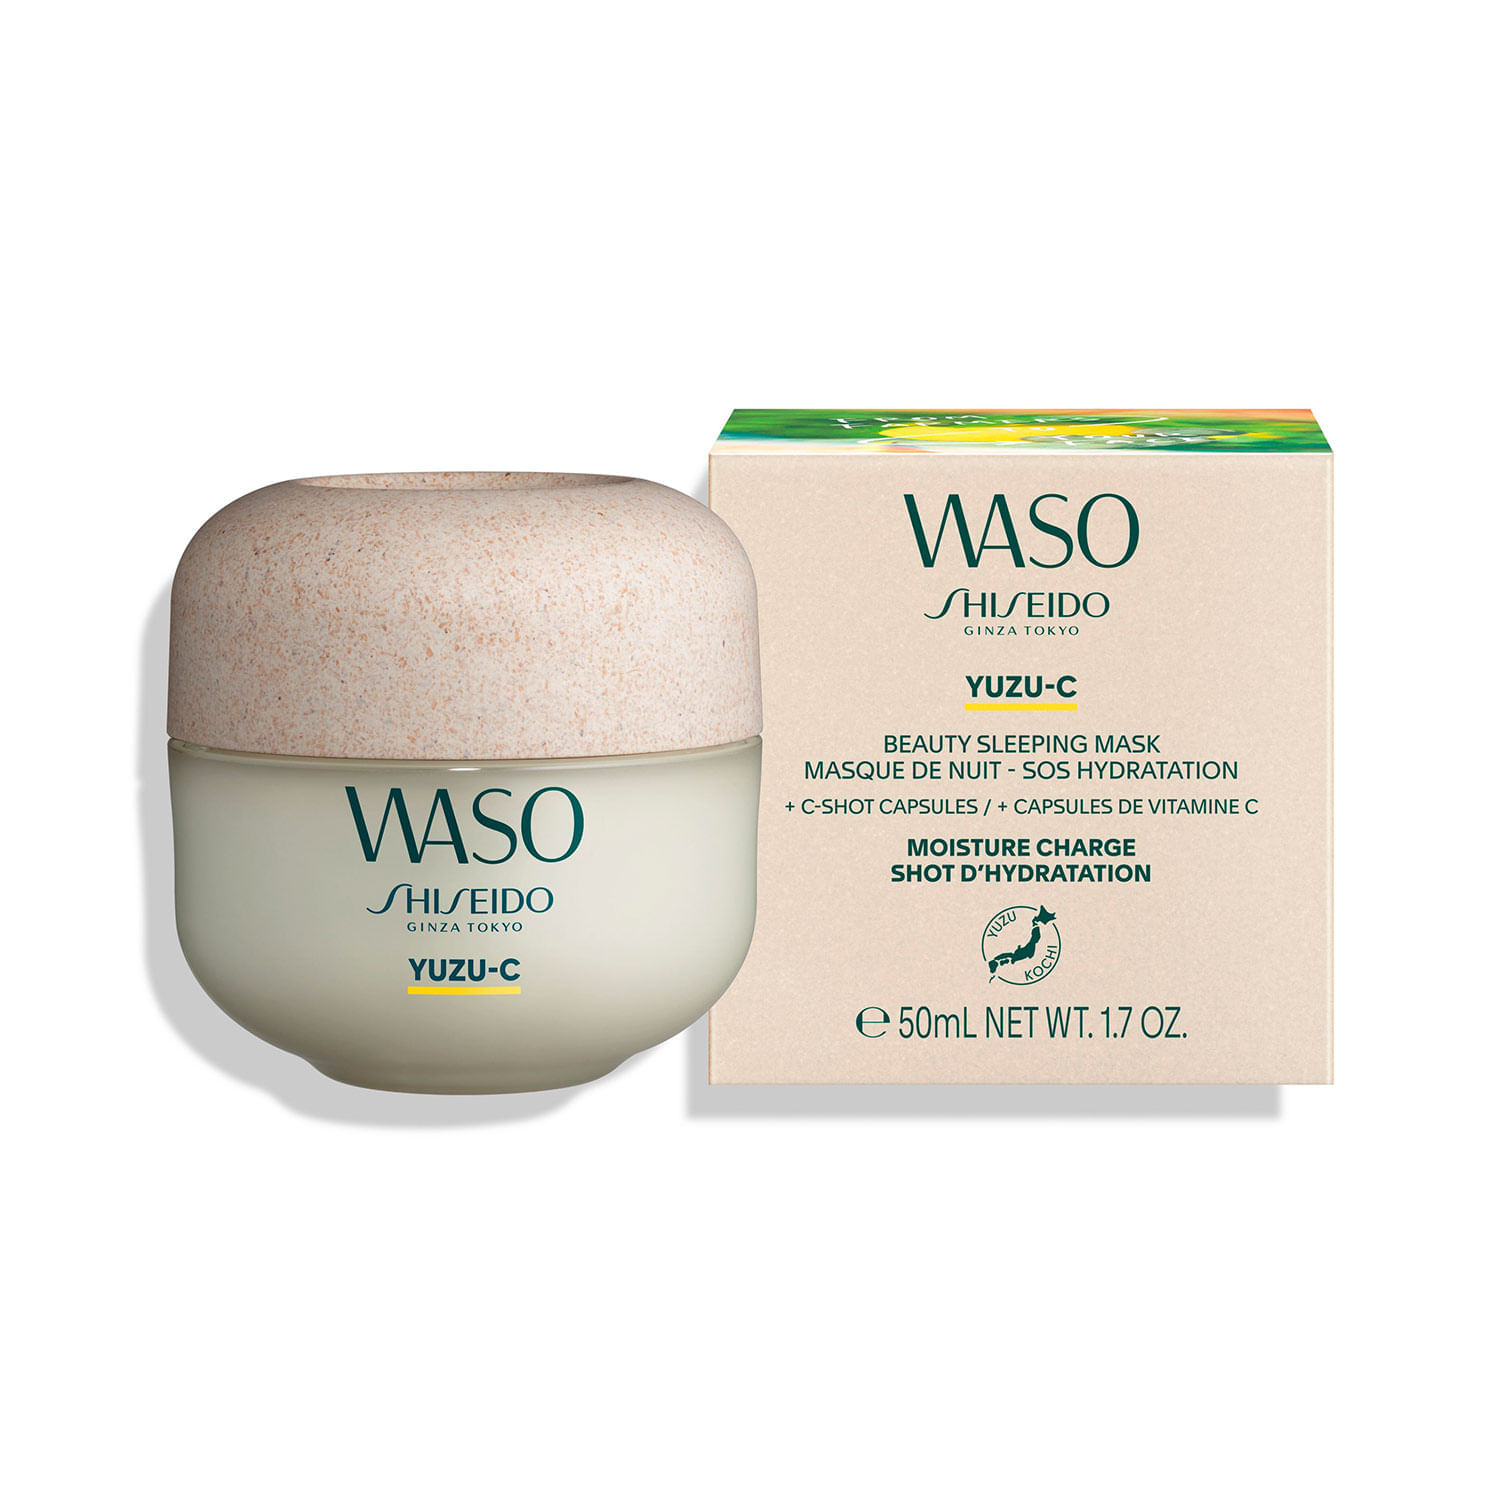 WASO
SHISEIDO
GINZA TOKYO
YUZU-C
WASO
SHISEIDO
GINZA TOKYO
YUZU-C
BEAUTY SLEEPING MASK
MASQUE DE NUIT - SOS HYDRATATION
+ C-SHOT CAPSULES / + CAPSULES DE VITAMINE C
MOISTURE CHARGE
SHOT D'HYDRATATION
YUZU
KOCHI
℮ 50mL NET WT. 1.7 OZ.